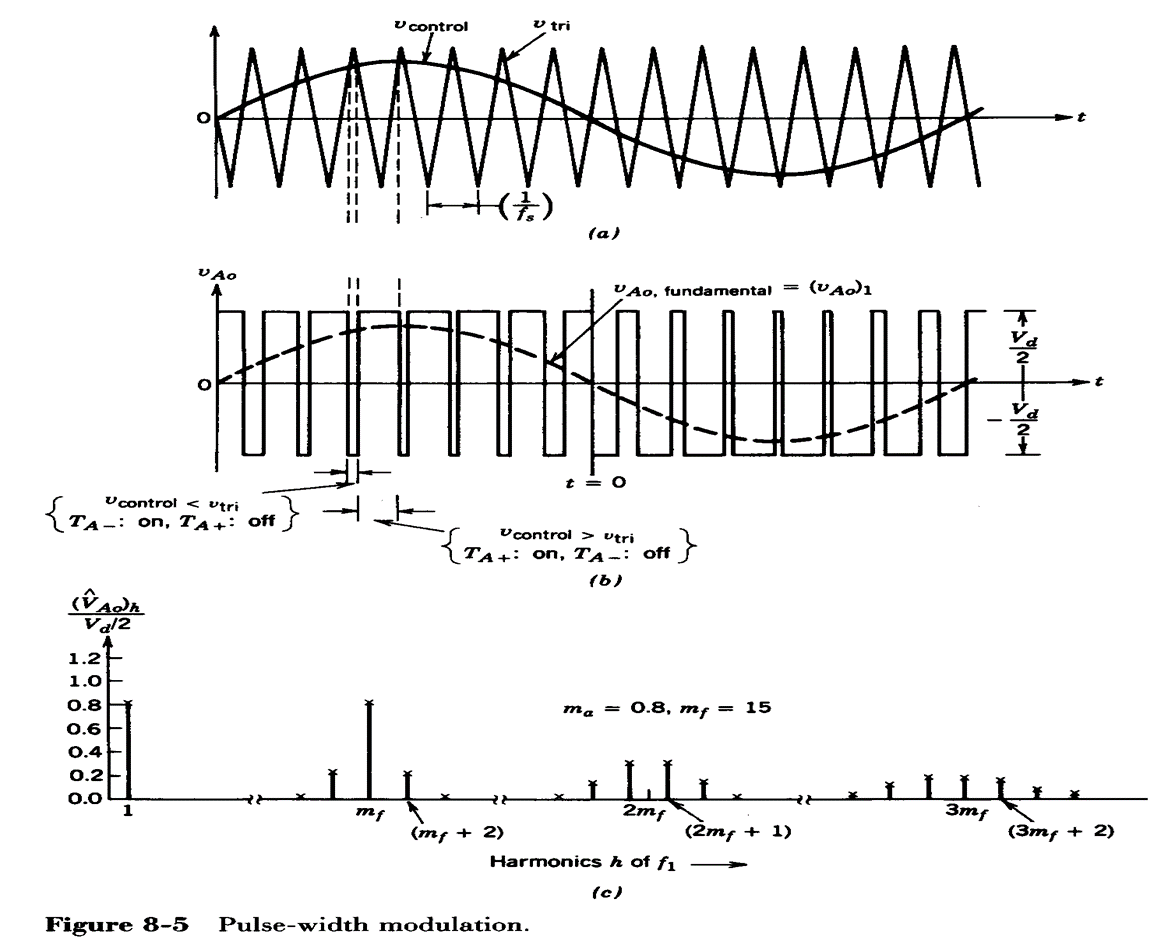 v control v tri
O t
(1/f_s)
(a)
v_Ao
v_Ao, fundamental = (v_Ao)_1
V_d/2
O t
- V_d/2
t = 0
{ v_control < v_tri
T_A-: on, T_A+: off }
{ v_control > v_tri
T_A+: on, T_A-: off }
(b)
(V̂_Ao)_h
V_d/2
1.2
1.0
0.8
m_a = 0.8, m_f = 15
0.6
0.4
0.2
0.0
1 m_f 2m_f 3m_f
(m_f + 2) (2m_f + 1) (3m_f + 2)
Harmonics h of f_1
(c)
Figure 8-5 Pulse-width modulation.